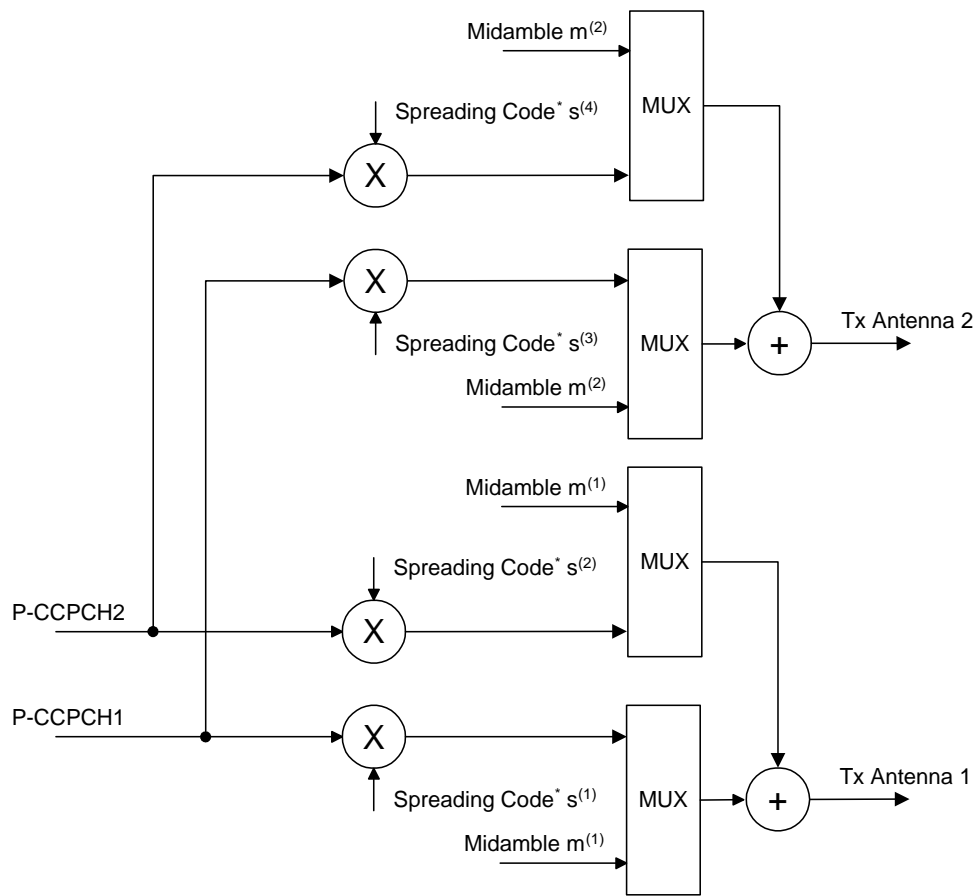 Midamble m(2)
MUX
Spreading Code* s(4)
X
X
Tx Antenna 2
MUX
+
Spreading Code* s(3)
Midamble m(2)
Midamble m(1)
MUX
Spreading Code* s(2)
P-CCPCH2
X
P-CCPCH1
X
Tx Antenna 1
MUX
+
Spreading Code* s(1)
Midamble m(1)